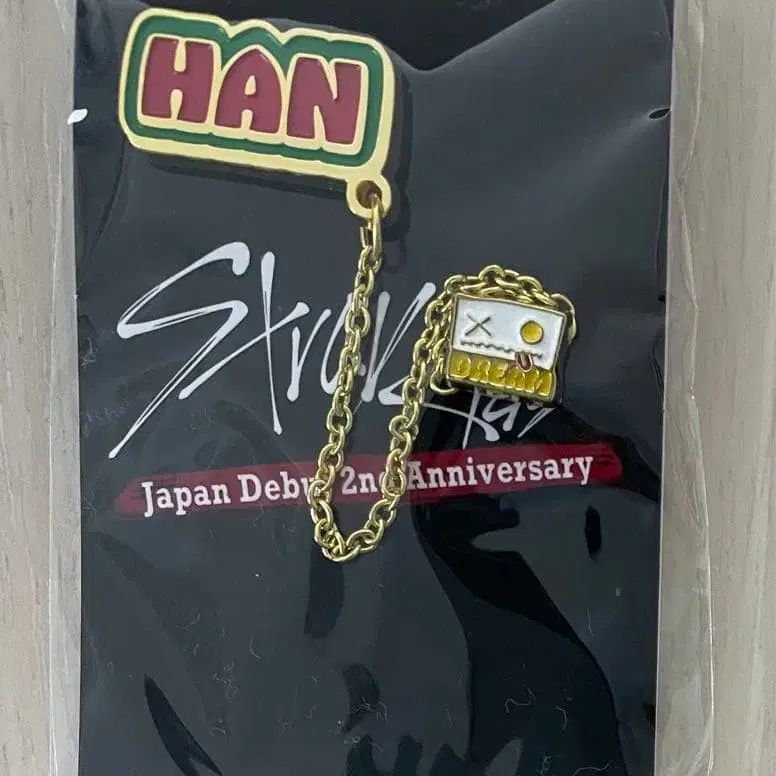 HAN
Stray Kids
DREAM
Japan Debut 2nd Anniversary